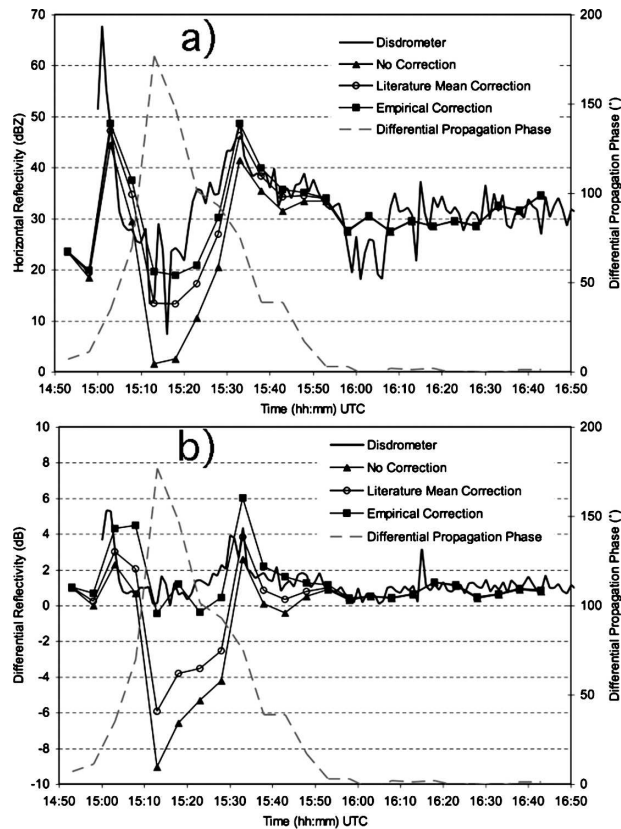 a)
70
60
50
40
30
20
10
0
Horizontal Reflectivity (dBZ)
Disdrometer
No Correction
Literature Mean Correction
Empirical Correction
Differential Propagation Phase
200
150
100
50
0
Differential Propagation Phase (°)
14:50 15:00 15:10 15:20 15:30 15:40 15:50 16:00 16:10 16:20 16:30 16:40 16:50
Time (hh:mm) UTC
b)
10
8
6
4
2
0
-2
-4
-6
-8
-10
Differential Reflectivity (dB)
Disdrometer
No Correction
Literature Mean Correction
Empirical Correction
Differential Propagation Phase
200
150
100
50
0
Differential Propagation Phase (°)
14:50 15:00 15:10 15:20 15:30 15:40 15:50 16:00 16:10 16:20 16:30 16:40 16:50
Time (hh:mm) UTC